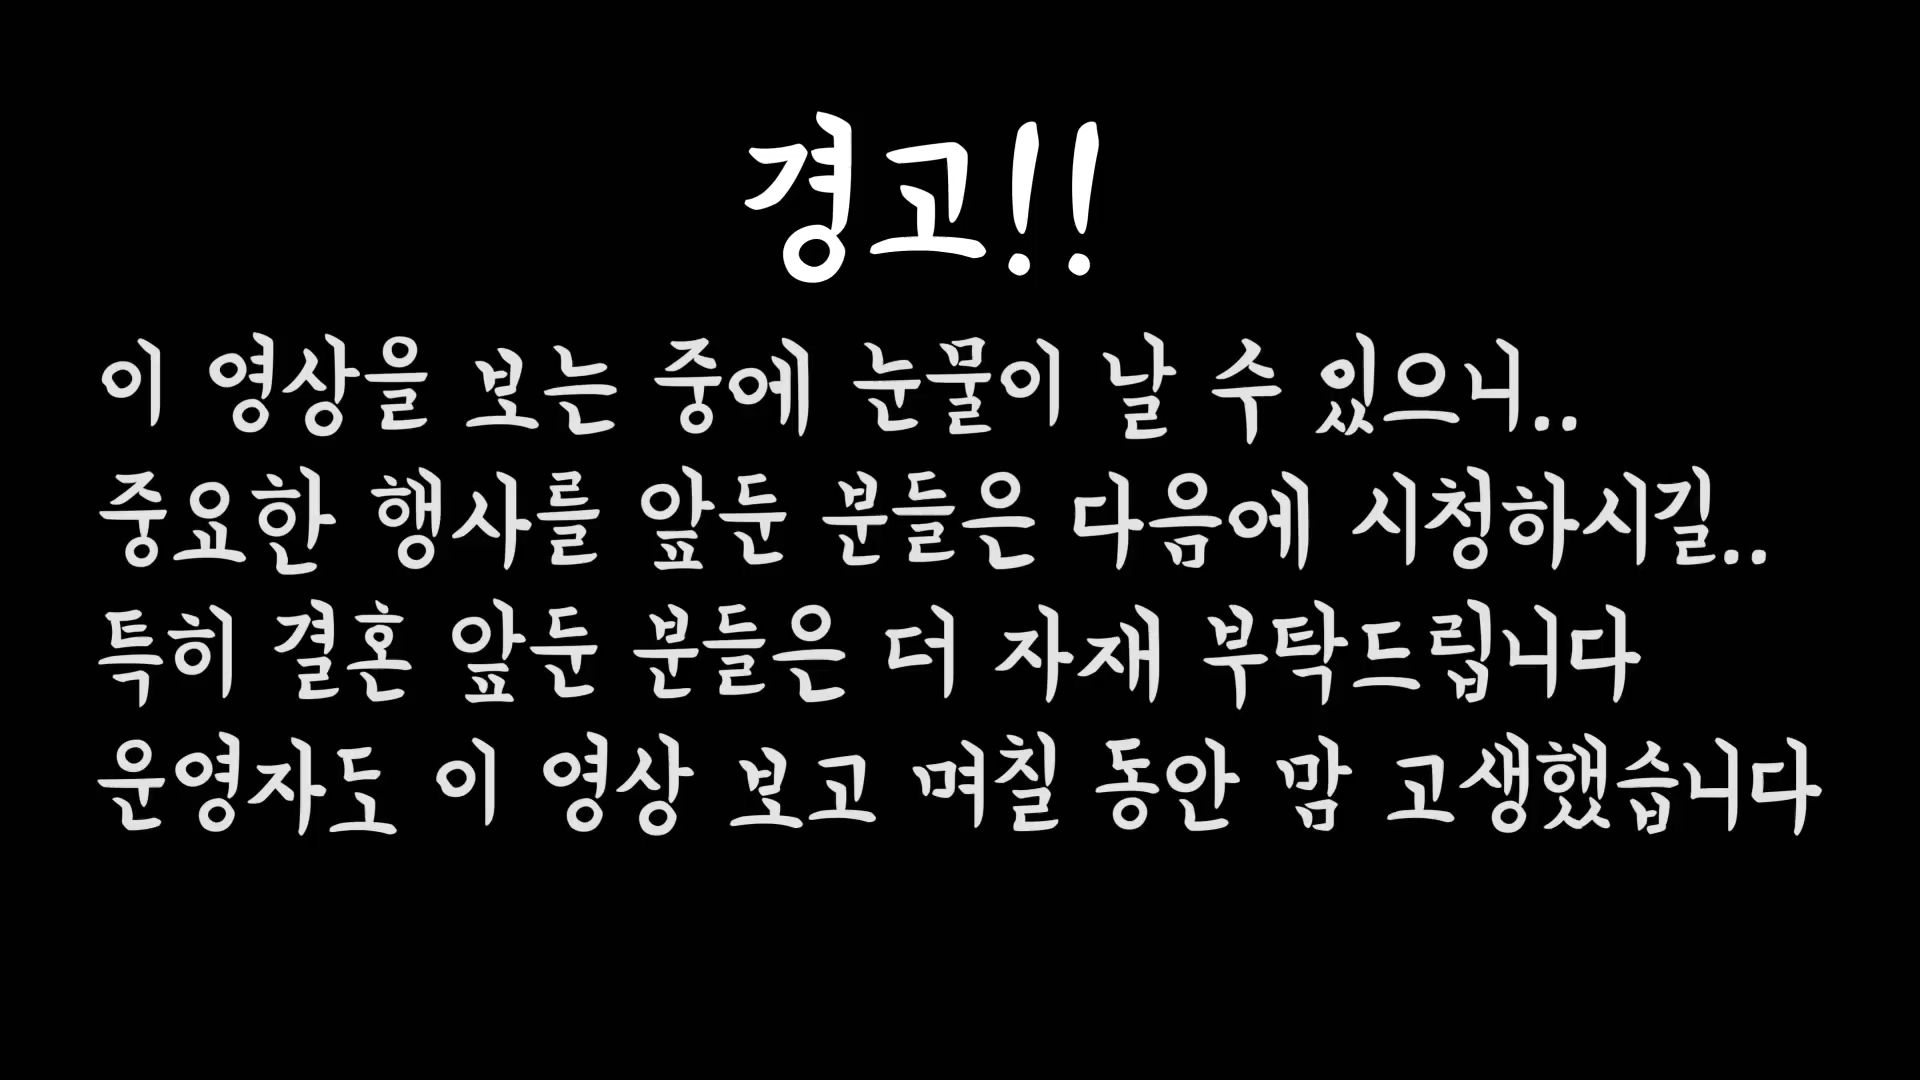 경고!!
이 영상을 보는 중에 눈물이 날 수 있으니..
중요한 행사를 앞둔 분들은 다음에 시청하시길..
특히 결혼 앞둔 분들은 더 자재 부탁드립니다
운영자도 이 영상 보고 며칠 동안 맘 고생했습니다